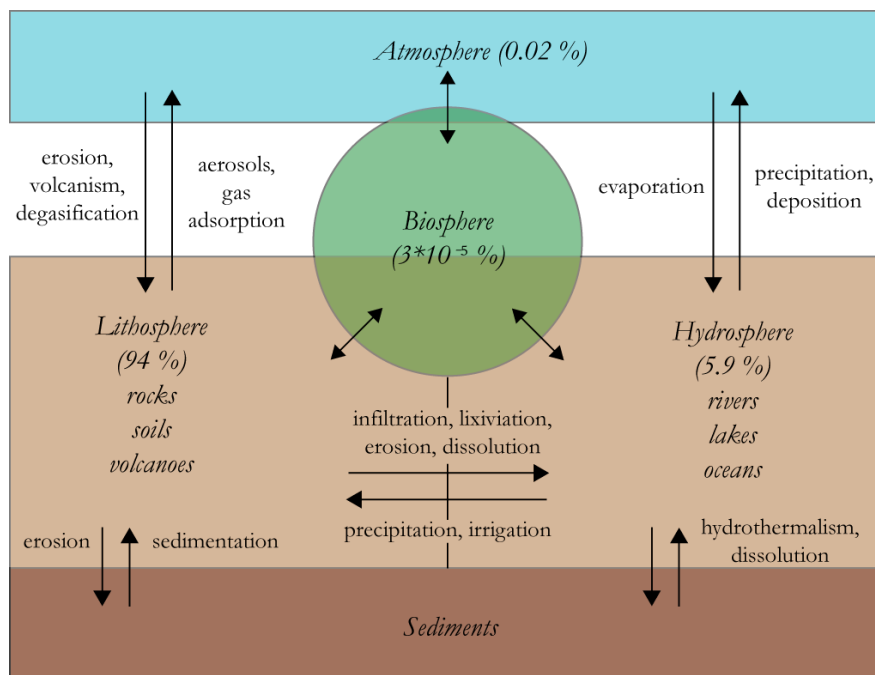 Atmosphere (0.02 %)
erosion,
volcanism,
degasification
aerosols,
gas
adsorption
Biosphere
(3*10⁻⁵ %)
evaporation
precipitation,
deposition
Lithosphere
(94 %)
rocks
soils
volcanoes
Hydrosphere
(5.9 %)
rivers
lakes
oceans
infiltration, lixiviation,
erosion, dissolution
precipitation, irrigation
erosion
sedimentation
hydrothermalism,
dissolution
Sediments